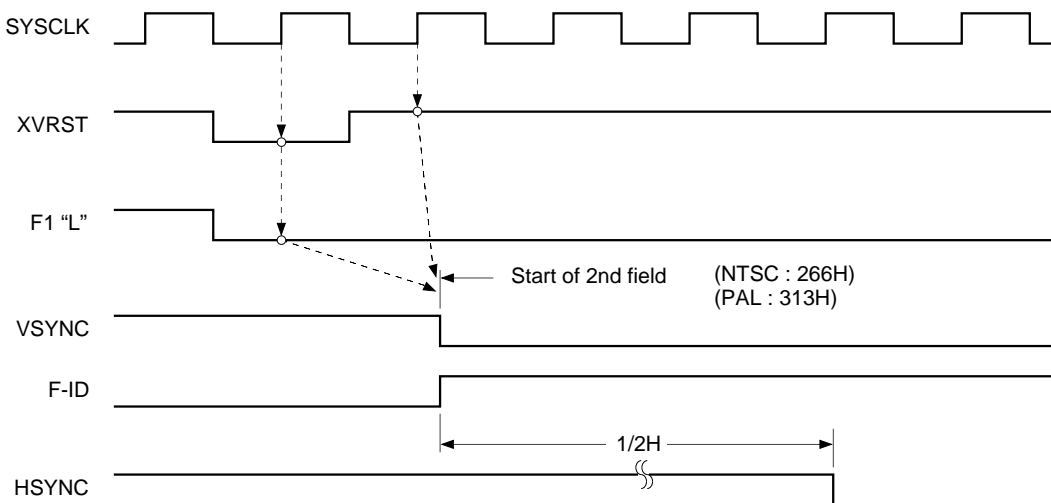 SYSCLK
XVRST
F1 “L”
Start of 2nd field (NTSC : 266H)
(PAL : 313H)
VSYNC
F-ID
1/2H
HSYNC